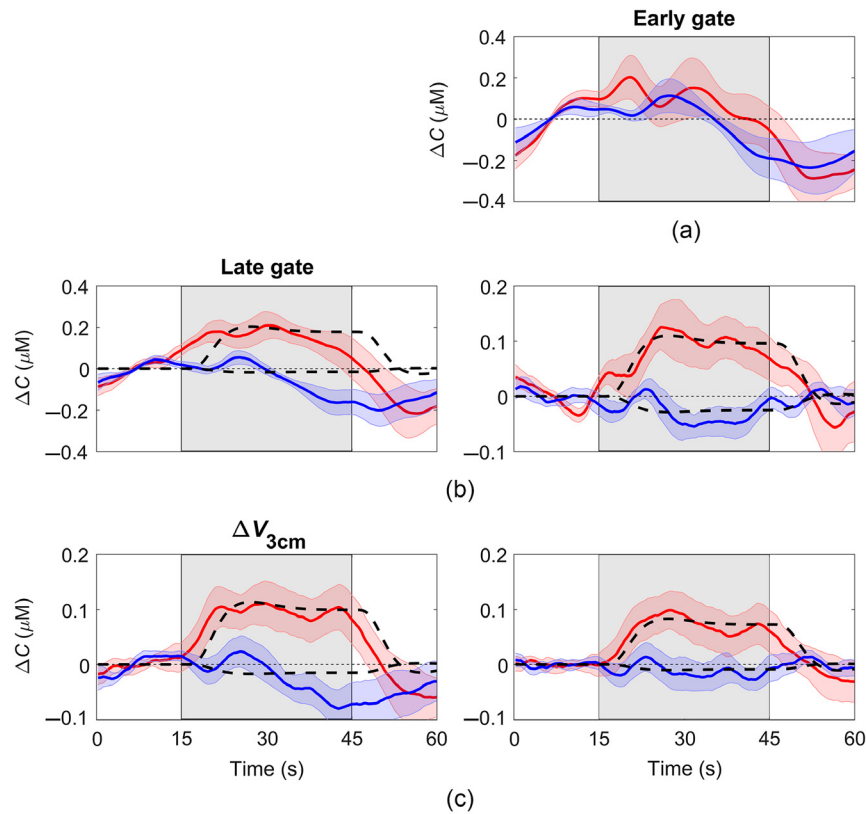 Early gate
0.4
0.2
0
–0.2
–0.4
ΔC (μM)
(a)
Late gate
0.4
0.2
0
–0.2
–0.4
ΔC (μM)
0.2
0.1
0
–0.1
(b)
ΔV3cm
0.2
0.1
0
–0.1
ΔC (μM)
0 15 30 45 60
Time (s)
0.2
0.1
0
–0.1
0 15 30 45 60
Time (s)
(c)